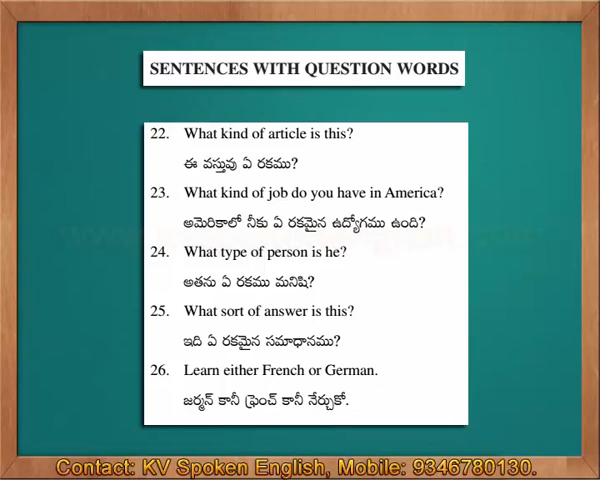 SENTENCES WITH QUESTION WORDS
22. What kind of article is this?
ఈ వస్తువు ఏ రకము?
23. What kind of job do you have in America?
అమెరికాలో నీకు ఏ రకమైన ఉద్యోగము ఉంది?
24. What type of person is he?
అతను ఏ రకము మనిషి?
25. What sort of answer is this?
ఇది ఏ రకమైన సమాధానము?
26. Learn either French or German.
జర్మన్ కానీ ఫ్రెంచ్ కానీ నేర్చుకో.
Contact: KV Spoken English, Mobile: 9346780130.